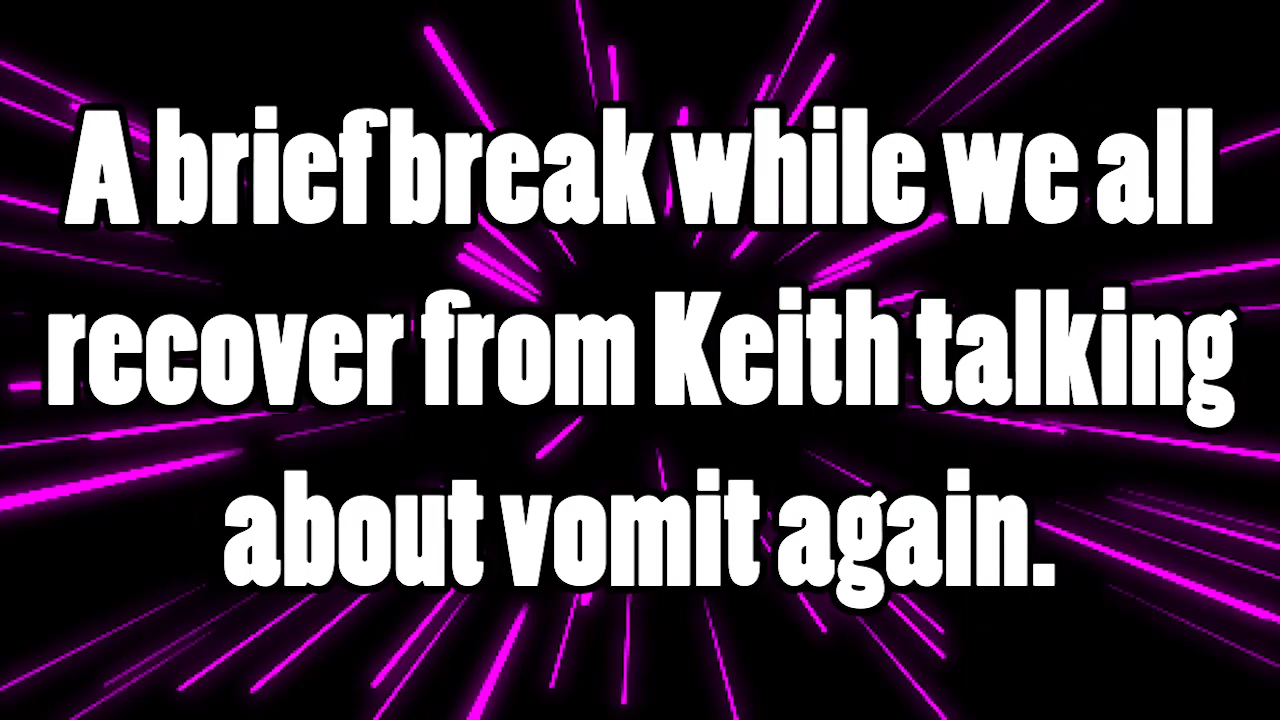 A brief break while we all
recover from Keith talking
about vomit again.